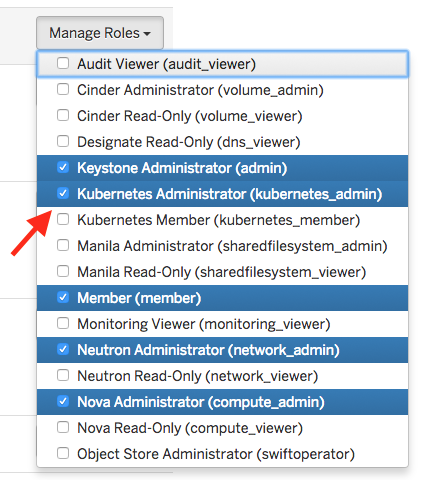 Manage Roles
Audit Viewer (audit_viewer)
Cinder Administrator (volume_admin)
Cinder Read-Only (volume_viewer)
Designate Read-Only (dns_viewer)
Keystone Administrator (admin)
Kubernetes Administrator (kubernetes_admin)
Kubernetes Member (kubernetes_member)
Manila Administrator (sharedfilesystem_admin)
Manila Read-Only (sharedfilesystem_viewer)
Member (member)
Monitoring Viewer (monitoring_viewer)
Neutron Administrator (network_admin)
Neutron Read-Only (network_viewer)
Nova Administrator (compute_admin)
Nova Read-Only (compute_viewer)
Object Store Administrator (swiftoperator)